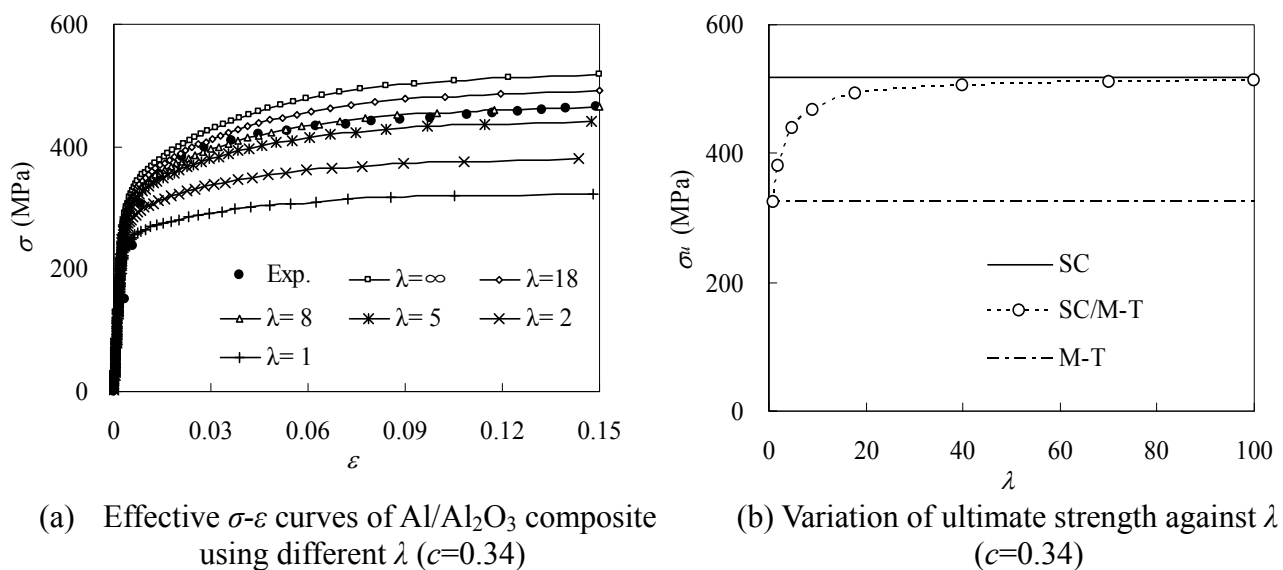 600
400
200
0
σ (MPa)
Exp.
λ=∞
λ=18
λ= 8
λ= 5
λ= 2
λ= 1
0 0.03 0.06 0.09 0.12 0.15
ε
(a) Effective σ-ε curves of Al/Al₂O₃ composite
using different λ (c=0.34)
600
400
200
0
σu (MPa)
SC
SC/M-T
M-T
0 20 40 60 80 100
λ
(b) Variation of ultimate strength against λ
(c=0.34)